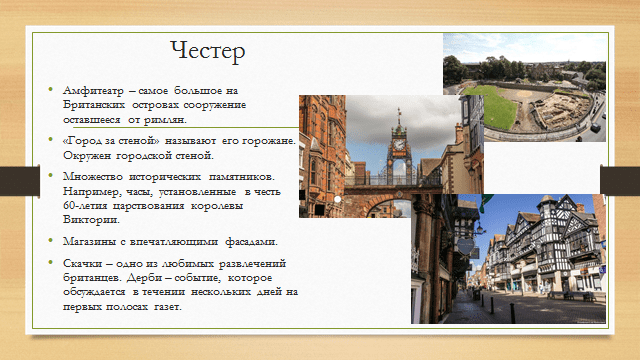 Честер
Амфитеатр – самое большое на
Британских островах сооружение
оставшееся от римлян.
«Город за стеной» называют его горожане.
Окружен городской стеной.
Множество исторических памятников.
Например, часы, установленные в честь
60-летия царствования королевы
Виктории.
Магазины с впечатляющими фасадами.
Скачки – одно из любимых развлечений
британцев. Дерби – событие, которое
обсуждается в течении нескольких дней на
первых полосах газет.